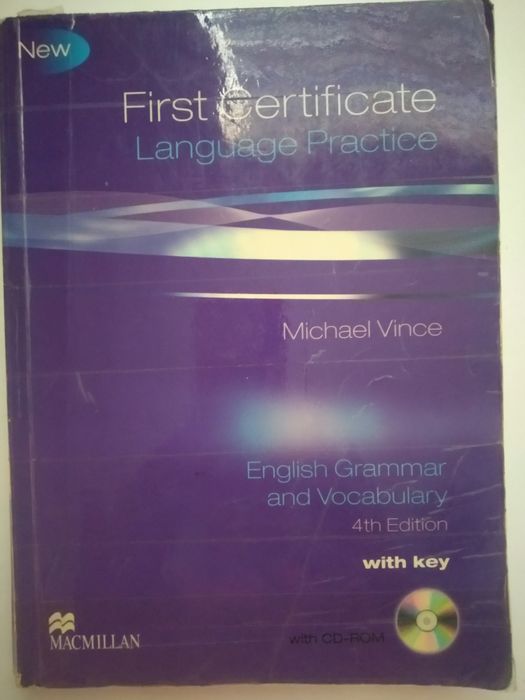 New
First Certificate
Language Practice
Michael Vince
English Grammar
and Vocabulary
4th Edition
with key
with CD-ROM
MACMILLAN